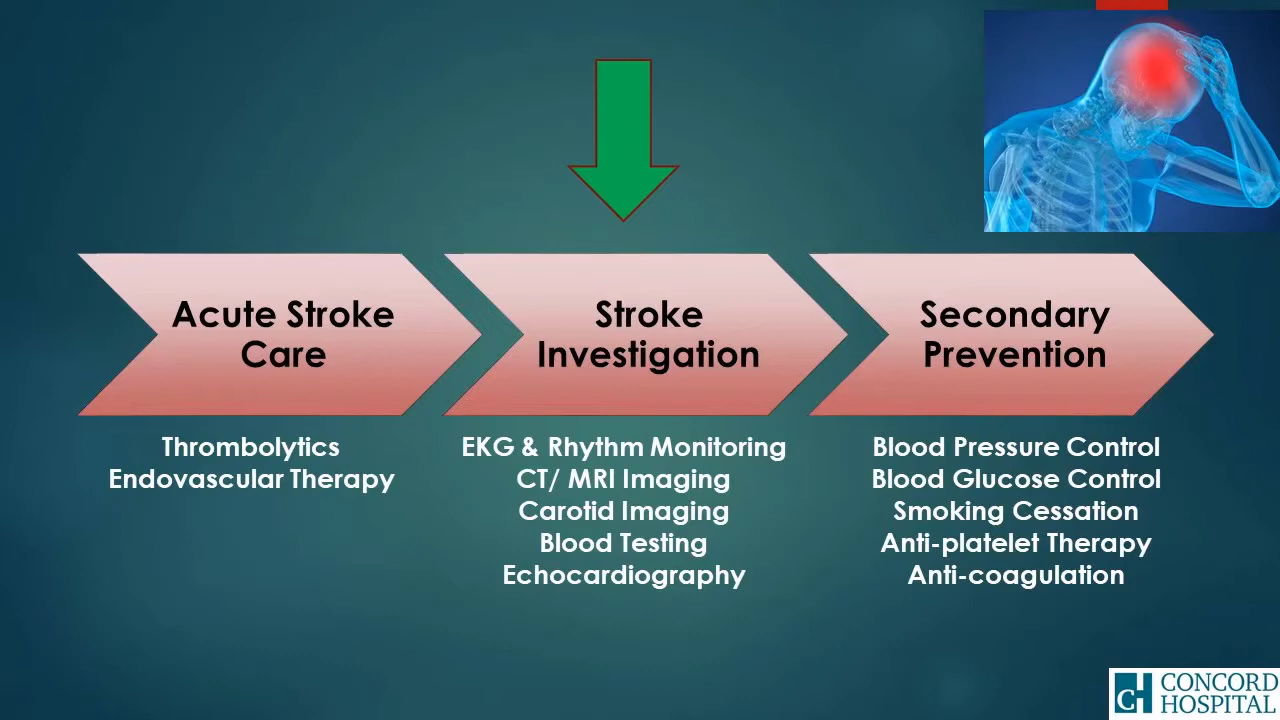 Acute Stroke
Care
Stroke
Investigation
Secondary
Prevention
Thrombolytics
Endovascular Therapy
EKG & Rhythm Monitoring
CT/ MRI Imaging
Carotid Imaging
Blood Testing
Echocardiography
Blood Pressure Control
Blood Glucose Control
Smoking Cessation
Anti-platelet Therapy
Anti-coagulation
CH CONCORD
HOSPITAL